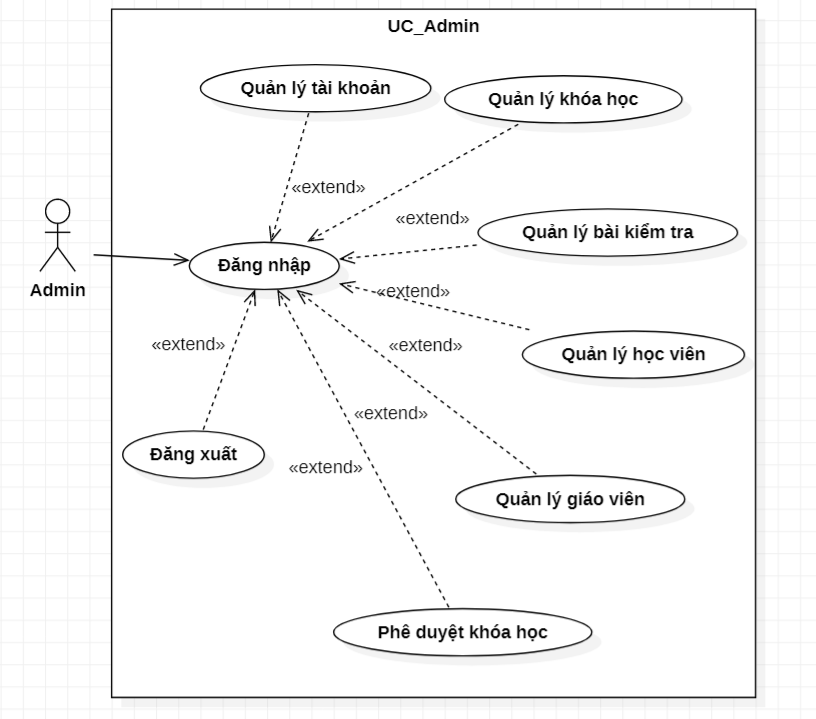 UC_Admin
Quản lý tài khoản
Quản lý khóa học
«extend»
«extend»
Quản lý bài kiểm tra
Đăng nhập
Admin
«extend»
«extend»
«extend»
Quản lý học viên
«extend»
Đăng xuất
«extend»
Quản lý giáo viên
Phê duyệt khóa học